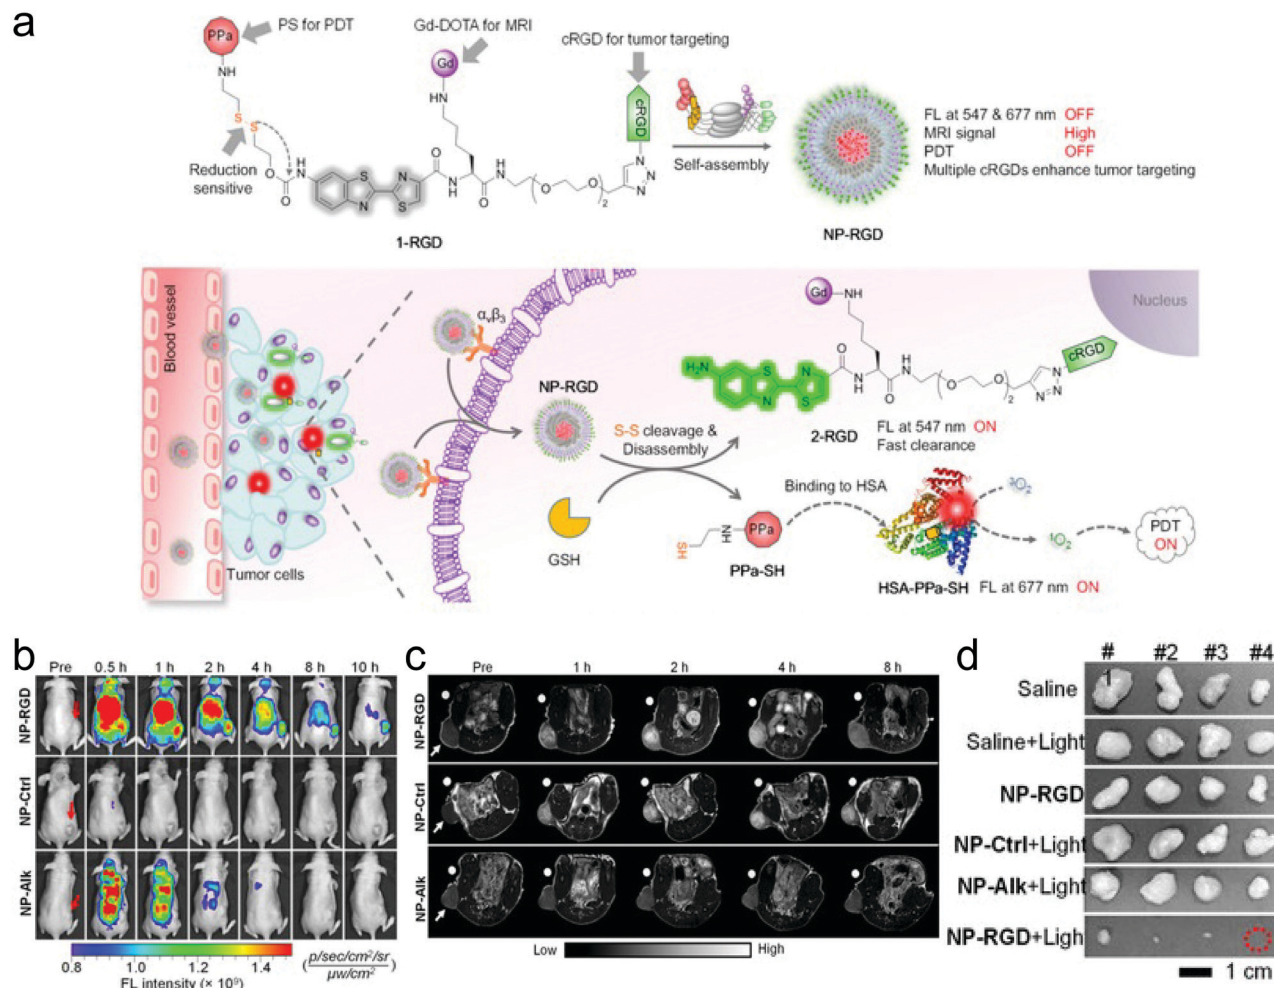 a
PPa
PS for PDT
Gd-DOTA for MRI
cRGD for tumor targeting
Gd
NH
HN
cRGD
S
S
Reduction
sensitive
O
H
N
O
S
N
N
S
O
N
H
H
N
O
O
O
2
N
N
N
1-RGD
Self-assembly
NP-RGD
FL at 547 & 677 nm OFF
MRI signal High
PDT OFF
Multiple cRGDs enhance tumor targeting
Blood vessel
Tumor cells
αvβ3
NP-RGD
GSH
S-S cleavage &
Disassembly
Gd
NH
Nucleus
H2N
S
N
N
S
O
N
H
O
H
N
O
O
2
N
N
N
cRGD
2-RGD
FL at 547 nm ON
Fast clearance
SH
NH
PPa
PPa-SH
Binding to HSA
HSA-PPa-SH
FL at 677 nm ON
3O2
1O2
PDT
ON
b
Pre 0.5 h 1 h 2 h 4 h 8 h 10 h
NP-RGD
NP-Ctrl
NP-Alk
0.8 1.0 1.2 1.4
FL intensity (× 10⁹)
(p/sec/cm²/sr
μw/cm²)
c
Pre 1 h 2 h 4 h 8 h
NP-RGD
NP-Ctrl
NP-Alk
Low High
d
# #2 #3 #4
1
Saline
Saline+Light
NP-RGD
NP-Ctrl+Light
NP-Alk+Light
NP-RGD+Ligh
1 cm